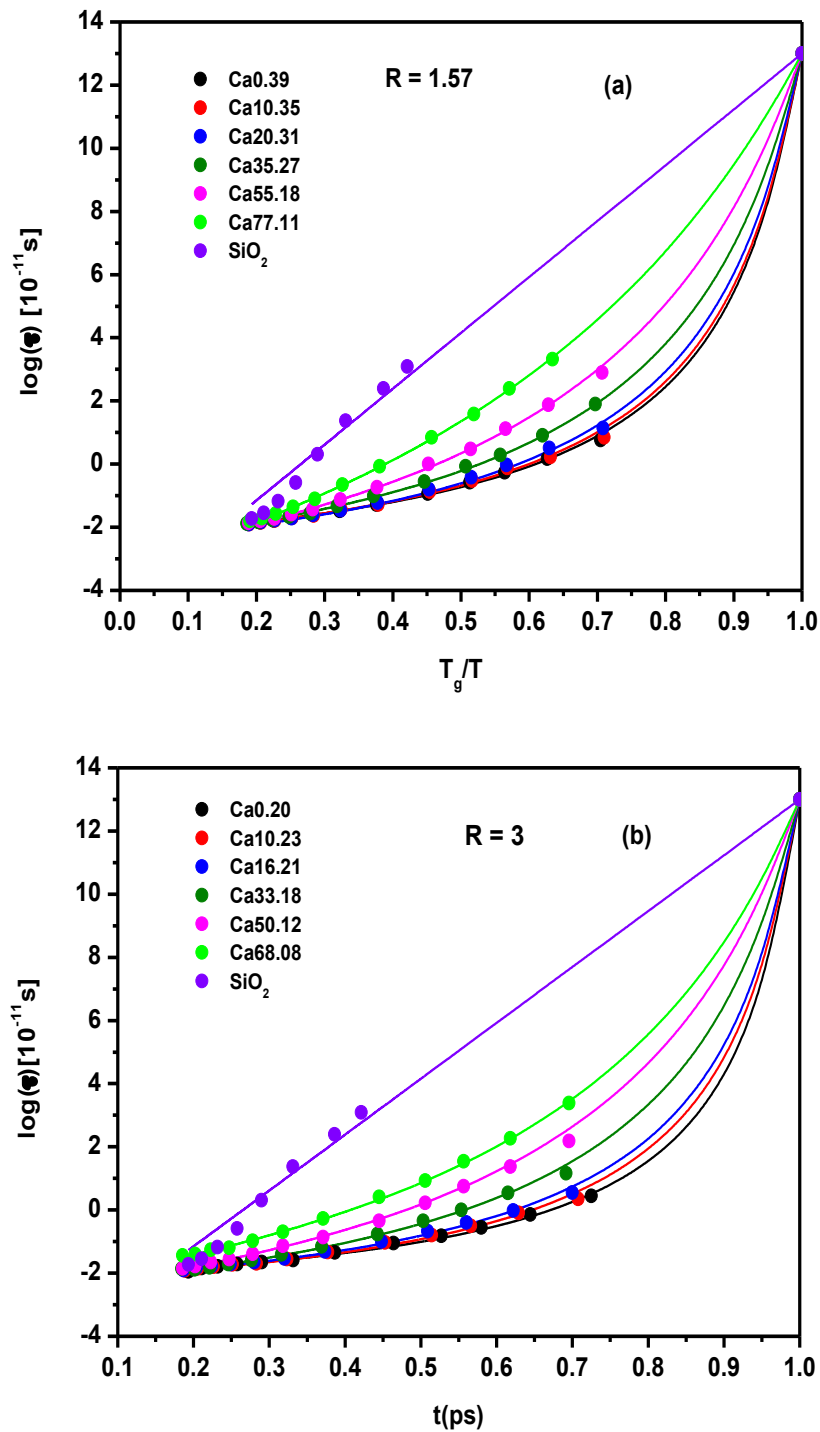 14
12
10
8
6
4
2
0
-2
-4
log(τ) [10⁻¹¹s]
Ca0.39
Ca10.35
Ca20.31
Ca35.27
Ca55.18
Ca77.11
SiO₂
R = 1.57
(a)
0.0 0.1 0.2 0.3 0.4 0.5 0.6 0.7 0.8 0.9 1.0
T_g/T
14
12
10
8
6
4
2
0
-2
-4
log(τ)[10⁻¹¹s]
Ca0.20
Ca10.23
Ca16.21
Ca33.18
Ca50.12
Ca68.08
SiO₂
R = 3
(b)
0.1 0.2 0.3 0.4 0.5 0.6 0.7 0.8 0.9 1.0
t(ps)